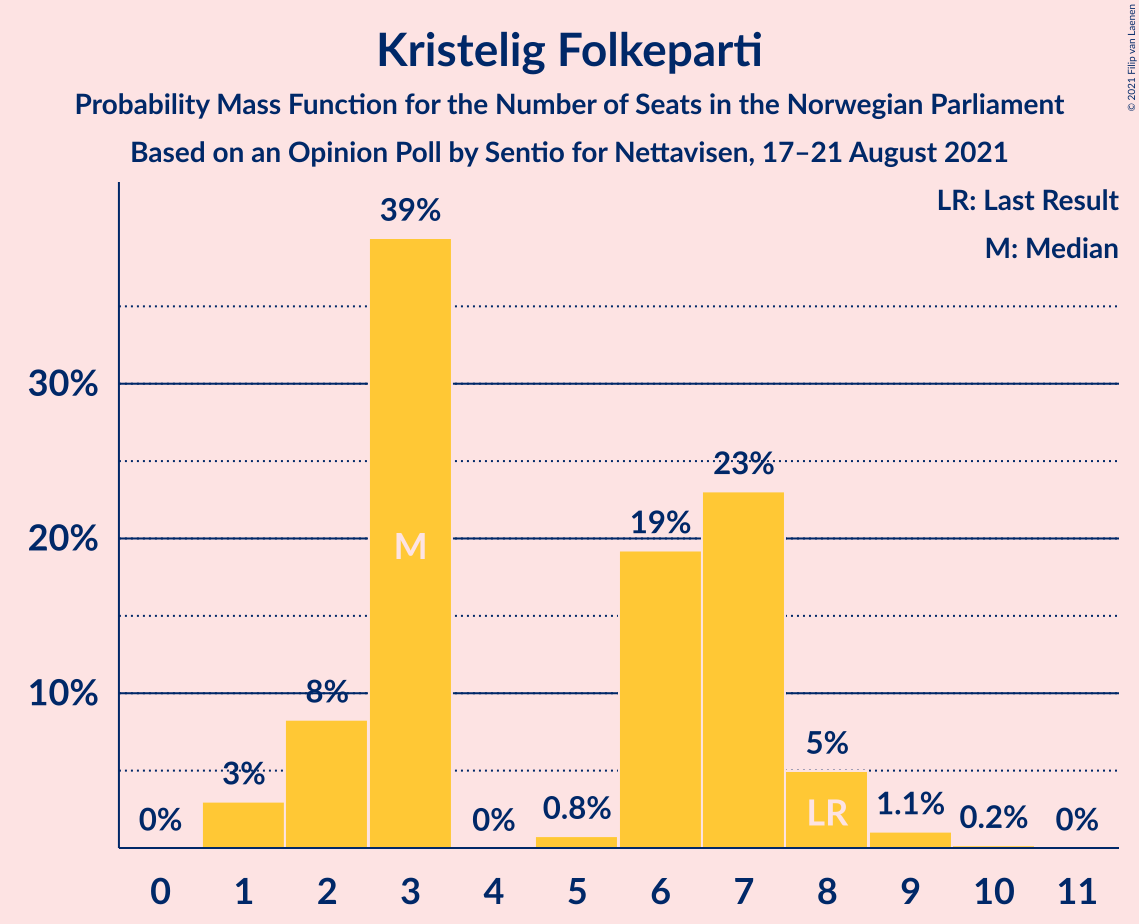 Kristelig Folkeparti
Probability Mass Function for the Number of Seats in the Norwegian Parliament
Based on an Opinion Poll by Sentio for Nettavisen, 17–21 August 2021
© 2021 Filip van Laenen
LR: Last Result
M: Median
39%
30%
23%
20%
19%
M
10%
8%
5%
3%
0%
0%
0.8%
LR
1.1%
0.2%
0%
0 1 2 3 4 5 6 7 8 9 10 11